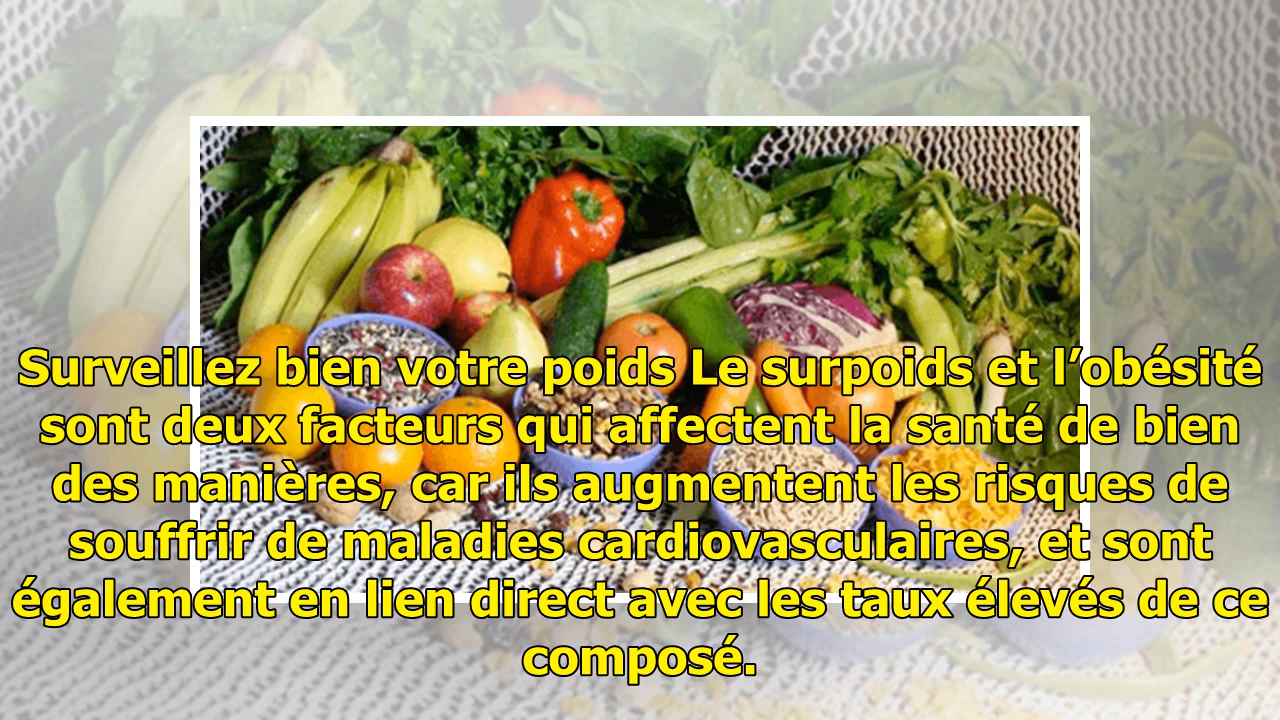 Surveillez bien votre poids Le surpoids et l’obésité
sont deux facteurs qui affectent la santé de bien
des manières, car ils augmentent les risques de
souffrir de maladies cardiovasculaires, et sont
également en lien direct avec les taux élevés de ce
composé.